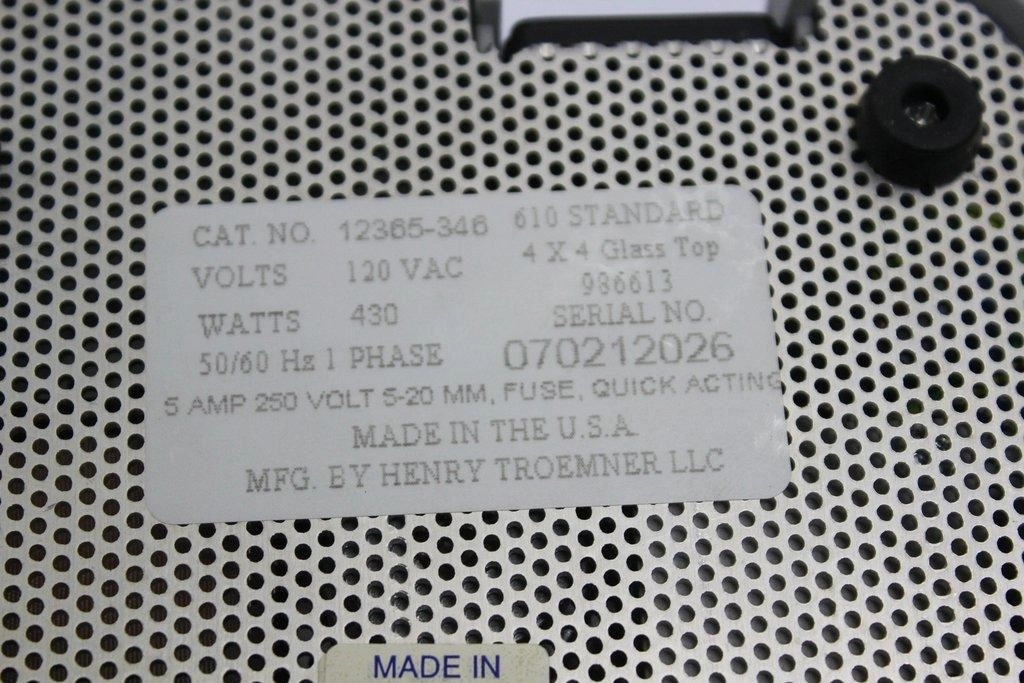 CAT. NO. 12365-346 610 STANDARD
4 X 4 Glass Top
VOLTS 120 VAC
986613
WATTS 430
SERIAL NO.
50/60 Hz 1 PHASE 070212026
5 AMP 250 VOLT 5-20 MM, FUSE, QUICK ACTING
MADE IN THE U.S.A.
MFG. BY HENRY TROEMNER LLC
MADE IN